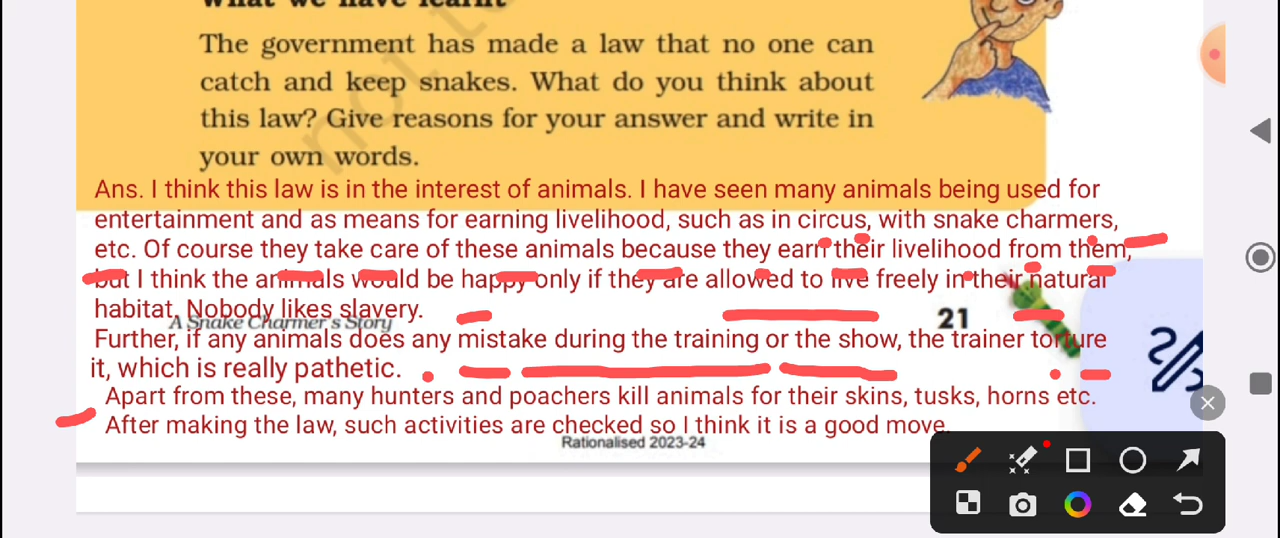 What we have learnt
The government has made a law that no one can
catch and keep snakes. What do you think about
this law? Give reasons for your answer and write in
your own words.
Ans. I think this law is in the interest of animals. I have seen many animals being used for
entertainment and as means for earning livelihood, such as in circus, with snake charmers,
etc. Of course they take care of these animals because they earn their livelihood from them,
but I think the animals would be happy only if they are allowed to live freely in their natural
habitat, Nobody likes slavery.
A Snake Charmer's Story
21
Further, if any animals does any mistake during the training or the show, the trainer torture
it, which is really pathetic.
Apart from these, many hunters and poachers kill animals for their skins, tusks, horns etc.
After making the law, such activities are checked so I think it is a good move.
Rationalised 2023-24